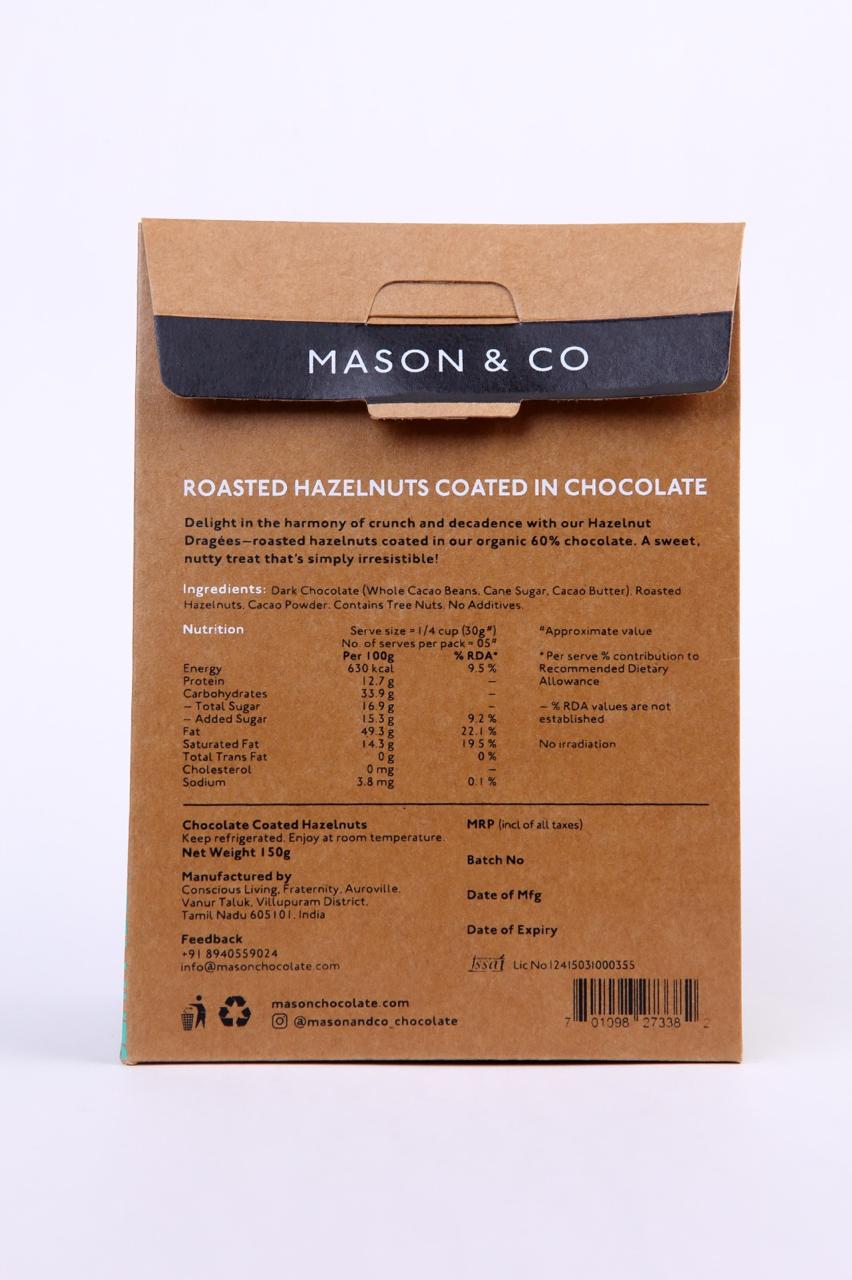 MASON & CO
ROASTED HAZELNUTS COATED IN CHOCOLATE
Delight in the harmony of crunch and decadence with our Hazelnut
Dragées—roasted hazelnuts coated in our organic 60% chocolate. A sweet,
nutty treat that's simply irresistible!
Ingredients: Dark Chocolate (Whole Cacao Beans, Cane Sugar, Cacao Butter), Roasted
Hazelnuts, Cacao Powder. Contains Tree Nuts. No Additives.
Nutrition
Serve size = 1/4 cup (30g#)
No. of serves per pack = 05#
Per 100g % RDA*
Energy 630 kcal 9.5 %
Protein 12.7 g –
Carbohydrates 33.9 g –
– Total Sugar 16.9 g –
– Added Sugar 15.3 g 9.2 %
Fat 49.3 g 22.1 %
Saturated Fat 14.3 g 19.5 %
Total Trans Fat 0 g 0 %
Cholesterol 0 mg –
Sodium 3.8 mg 0.1 %
#Approximate value
*Per serve % contribution to
Recommended Dietary
Allowance
– % RDA values are not
established
No irradiation
Chocolate Coated Hazelnuts
Keep refrigerated. Enjoy at room temperature.
Net Weight 150g
Manufactured by
Conscious Living, Fraternity, Auroville,
Vanur Taluk, Villupuram District,
Tamil Nadu 605101, India
Feedback
+91 8940559024
info@masonchocolate.com
MRP (incl of all taxes)
Batch No
Date of Mfg
Date of Expiry
fssai Lic No 12415031000355
masonchocolate.com
@masonandco_chocolate
7 01098 27338 2